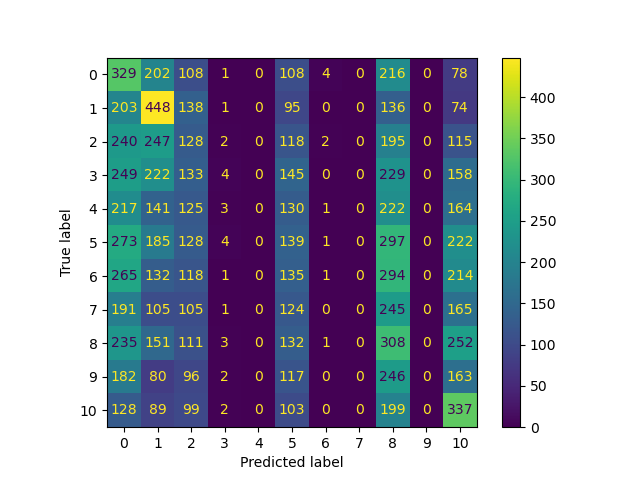 0 329 202 108 1 0 108 4 0 216 0 78
1 203 448 138 1 0 95 0 0 136 0 74
2 240 247 128 2 0 118 2 0 195 0 115
3 249 222 133 4 0 145 0 0 229 0 158
4 217 141 125 3 0 130 1 0 222 0 164
5 273 185 128 4 0 139 1 0 297 0 222
6 265 132 118 1 0 135 1 0 294 0 214
7 191 105 105 1 0 124 0 0 245 0 165
8 235 151 111 3 0 132 1 0 308 0 252
9 182 80 96 2 0 117 0 0 246 0 163
10 128 89 99 2 0 103 0 0 199 0 337
0 1 2 3 4 5 6 7 8 9 10
Predicted label
True label
400
350
300
250
200
150
100
50
0